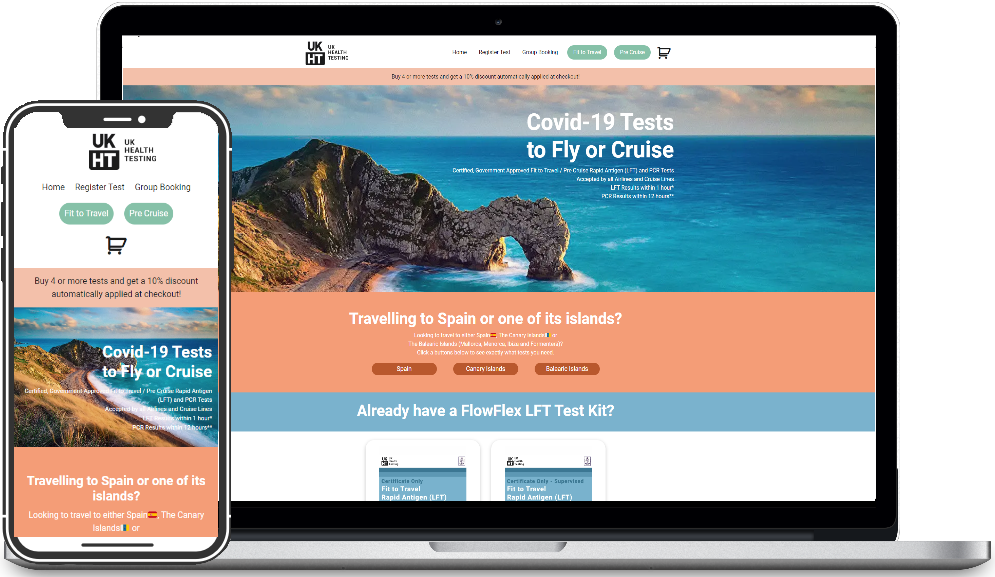 UK
HT
UK
HEALTH
TESTING
Home
Register Test
Group Booking
Fit to Travel
Pre Cruise
Buy 4 or more tests and get a 10% discount automatically applied at checkout!
Covid-19 Tests
to Fly or Cruise
Certified, Government Approved Fit to Travel / Pre Cruise Rapid Antigen (LFT) and PCR Tests
Accepted by all Airlines and Cruise Lines
LFT Results within 1 hour*
PCR Results within 12 hours**
Travelling to Spain or one of its islands?
Looking to travel to either Spain🇪🇸, The Canary Islands🇮🇨 or
The Balearic Islands (Mallorca, Menorca, Ibiza and Formentera)?
Click a buttons below to see exactly what tests you need
Spain
Canary Islands
Balearic Islands
Already have a FlowFlex LFT Test Kit?
UK
HT
Certificate Only
Fit to Travel
Rapid Antigen (LFT)
UK
HT
Certificate Only - Supervised
Fit to Travel
Rapid Antigen (LFT)
UK
HT
UK
HEALTH
TESTING
Home
Register Test
Group Booking
Fit to Travel
Pre Cruise
Buy 4 or more tests and get a 10% discount
automatically applied at checkout!
Covid-19 Tests
to Fly or Cruise
Certified, Government Approved Fit to Travel / Pre Cruise Rapid Antigen
(LFT) and PCR Tests
Accepted by all Airlines and Cruise Lines
LFT Results within 1 hour*
PCR Results within 12 hours**
Travelling to Spain or one of its
islands?
Looking to travel to either Spain🇪🇸, The Canary
Islands🇮🇨 or